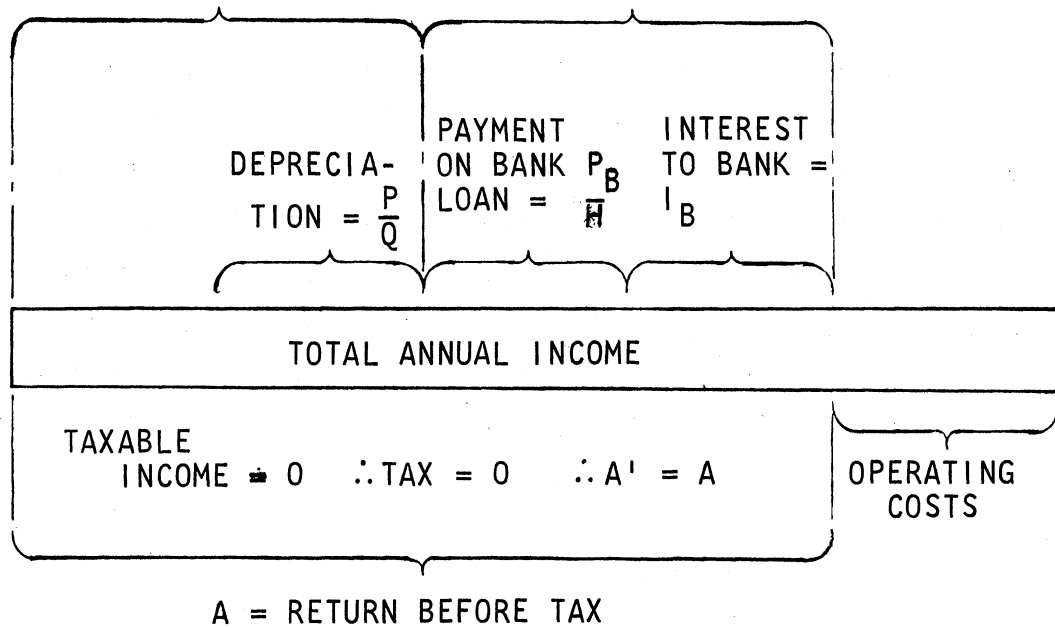 DEPRECIA-
TION = P/Q
PAYMENT
ON BANK
LOAN = P_B/H
INTEREST
TO BANK =
I_B
TOTAL ANNUAL INCOME
TAXABLE
INCOME = 0 ∴ TAX = 0 ∴ A' = A
OPERATING
COSTS
A = RETURN BEFORE TAX